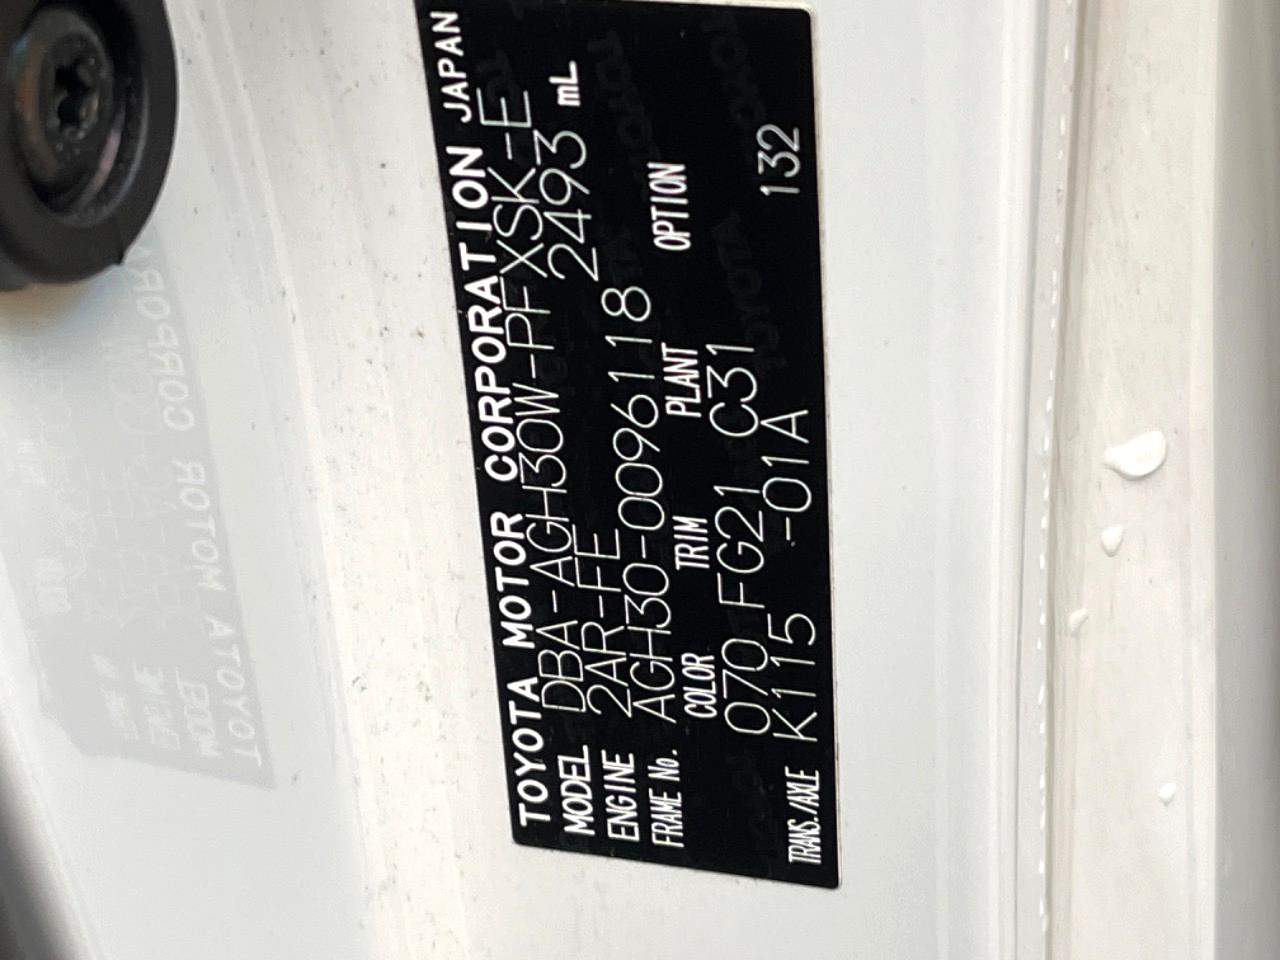 TOYOTA MOTOR CORPORATION JAPAN
MODEL DBA-AGH30W-PFXSK-E
ENGINE 2AR-FE 2493 mL
FRAME No. AGH30-0096118
COLOR TRIM PLANT OPTION
070 FG21 C31
TRANS./AXLE K115 -01A 132